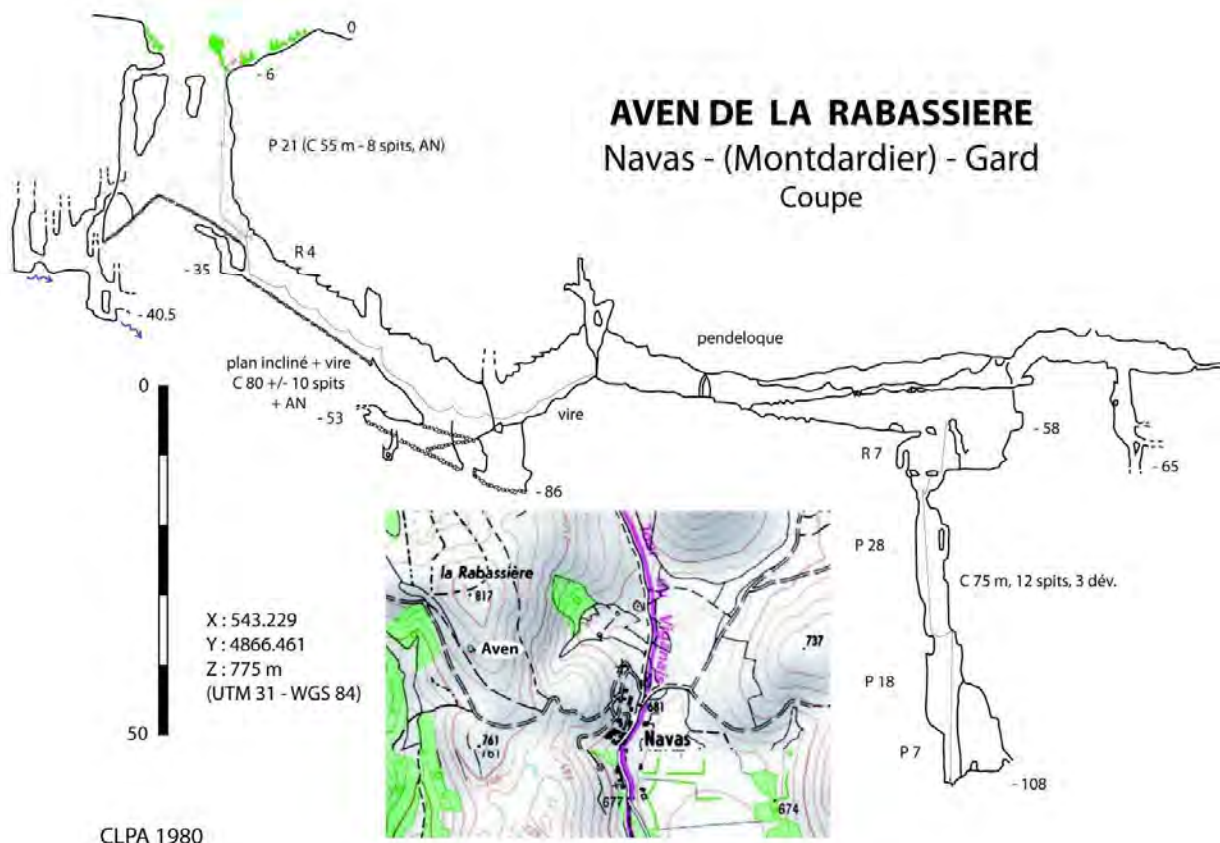 AVEN DE LA RABASSIERE
Navas - (Montdardier) - Gard
Coupe
0
- 6
P 21 (C 55 m - 8 spits, AN)
R 4
- 35
- 40.5
plan incliné + vire
C 80 +/- 10 spits
+ AN
- 53
vire
- 86
pendeloque
- 58
- 65
R 7
P 28
C 75 m, 12 spits, 3 dév.
P 18
P 7
- 108
0
50
X : 543.229
Y : 4866.461
Z : 775 m
(UTM 31 - WGS 84)
la Rabassière
817
Aven
737
681
Navas
761
761
677
674
CLPA 1980